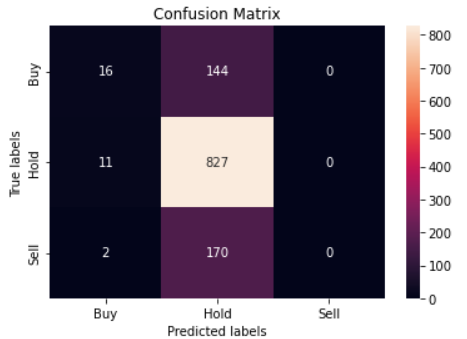 Confusion Matrix
Buy 16 144 0
Hold 11 827 0
Sell 2 170 0
Buy Hold Sell
Predicted labels
True labels
800
700
600
500
400
300
200
100
0